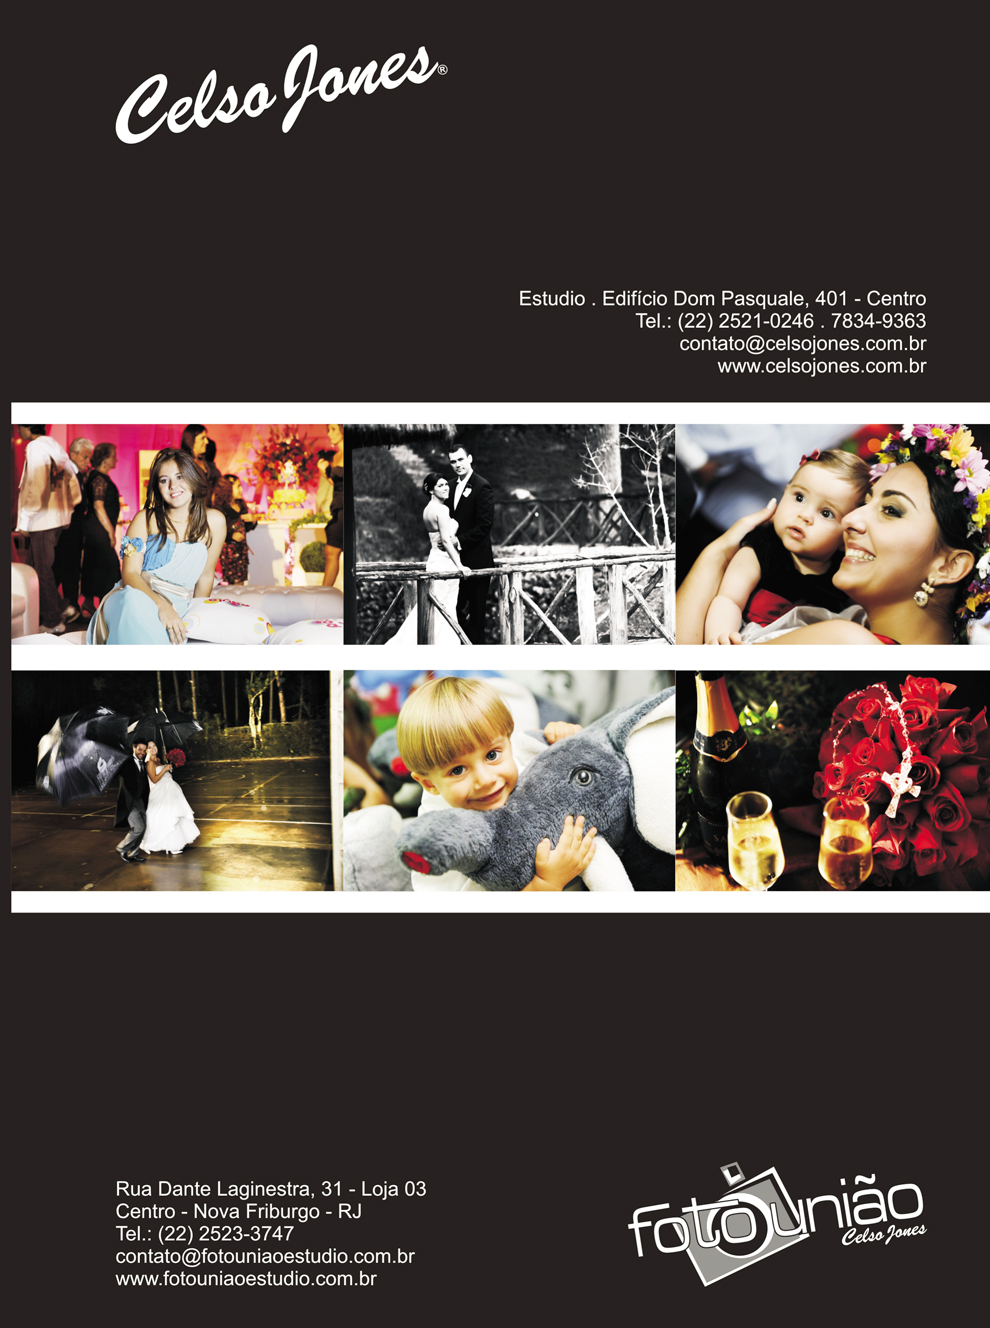 Celso Jones®
Estudio . Edifício Dom Pasquale, 401 - Centro
Tel.: (22) 2521-0246 . 7834-9363
contato@celsojones.com.br
www.celsojones.com.br
Rua Dante Laginestra, 31 - Loja 03
Centro - Nova Friburgo - RJ
Tel.: (22) 2523-3747
contato@fotouniaoestudio.com.br
www.fotouniaoestudio.com.br
fotounião
Celso Jones